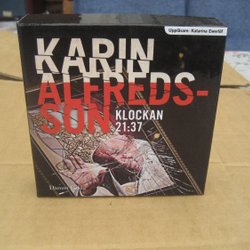 Uppläsare: Katarina Ewerlöf
KARIN
ALFREDS-
SON
KLOCKAN
21:37